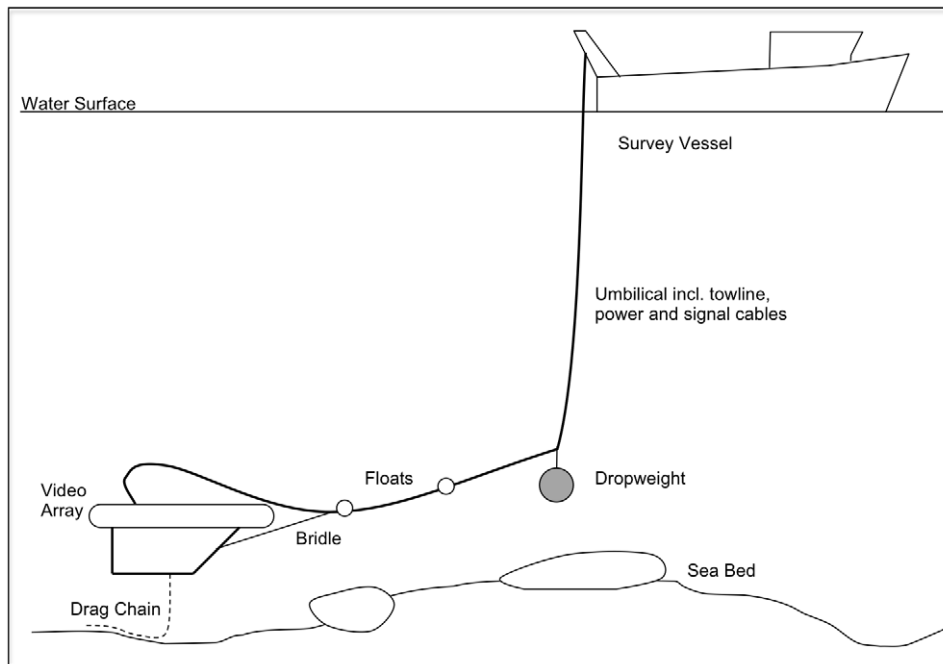 Water Surface
Survey Vessel
Umbilical incl. towline,
power and signal cables
Floats
Dropweight
Video
Array
Bridle
Sea Bed
Drag Chain